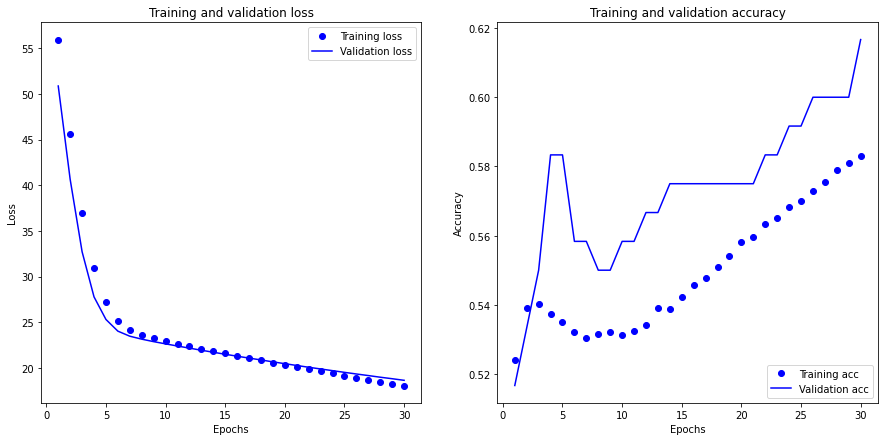 Training and validation loss
Training loss
Validation loss
55
50
45
40
35
30
25
20
Loss
0 5 10 15 20 25 30
Epochs
Training and validation accuracy
0.62
0.60
0.58
0.56
0.54
0.52
Accuracy
Training acc
Validation acc
0 5 10 15 20 25 30
Epochs